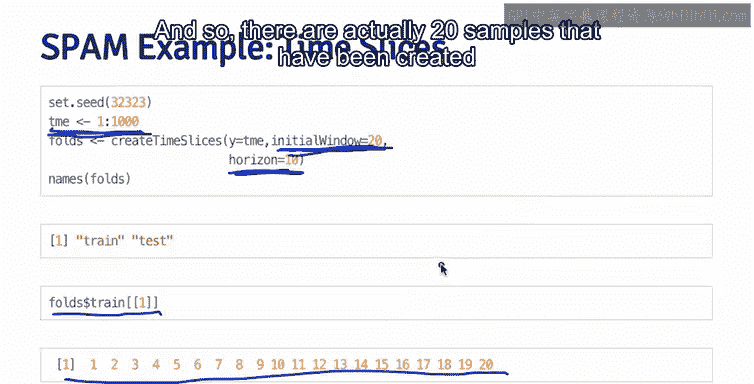 And so, there are actually 20 samples that
have been created
SPAM Example: Time Slices
set.seed(32323)
tme <- 1:1000
folds <- createTimeSlices(y=tme,initialWindow=20,
horizon=10)
names(folds)
[1] "train" "test"
folds$train[[1]]
[1] 1 2 3 4 5 6 7 8 9 10 11 12 13 14 15 16 17 18 19 20